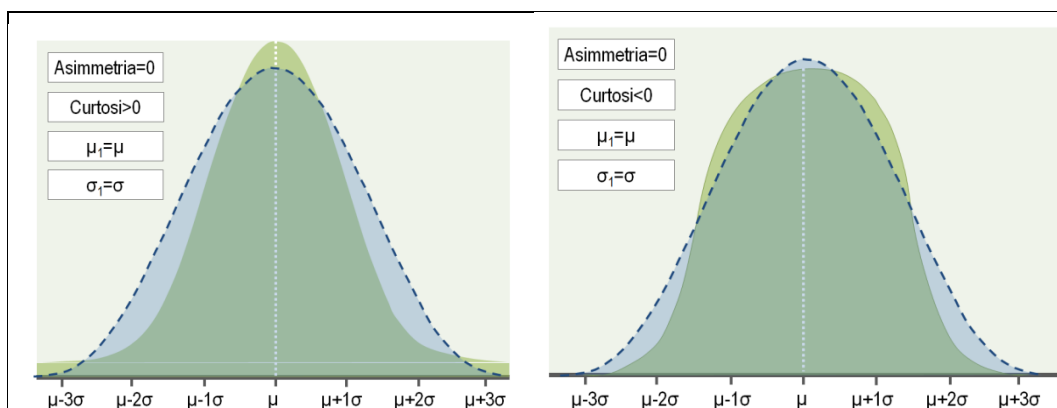 Asimmetria=0
Curtosi>0
μ₁=μ
σ₁=σ
μ-3σ μ-2σ μ-1σ μ μ+1σ μ+2σ μ+3σ
Asimmetria=0
Curtosi<0
μ₁=μ
σ₁=σ
μ-3σ μ-2σ μ-1σ μ μ+1σ μ+2σ μ+3σ